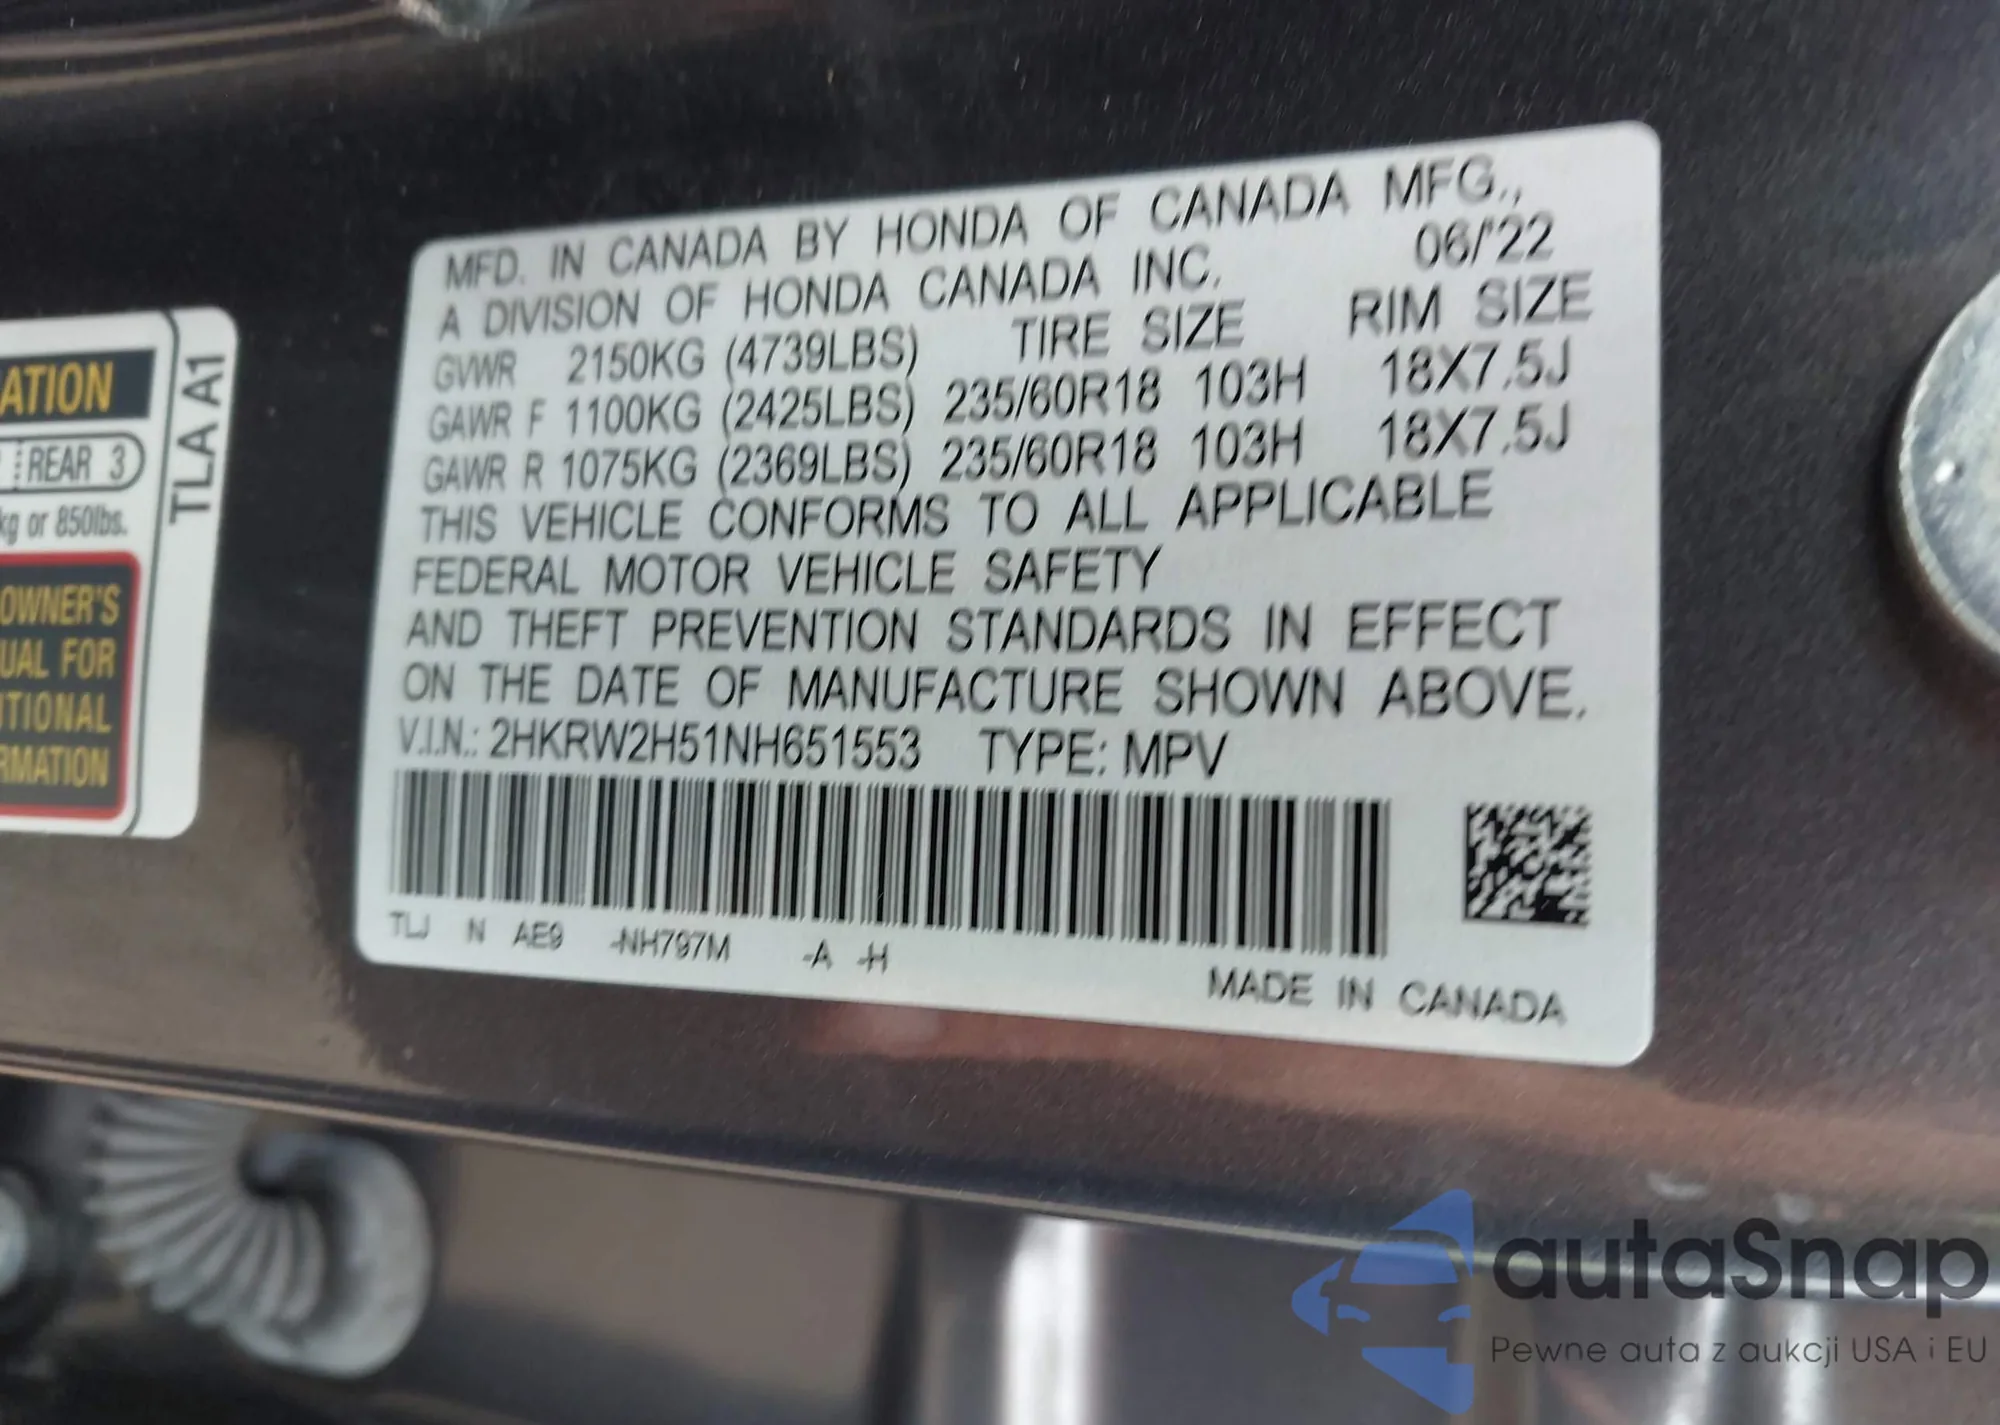 MFD. IN CANADA BY HONDA OF CANADA MFG.,
A DIVISION OF HONDA CANADA INC. 06/'22
GVWR 2150KG (4739LBS) TIRE SIZE RIM SIZE
GAWR F 1100KG (2425LBS) 235/60R18 103H 18X7.5J
GAWR R 1075KG (2369LBS) 235/60R18 103H 18X7.5J
THIS VEHICLE CONFORMS TO ALL APPLICABLE
FEDERAL MOTOR VEHICLE SAFETY
AND THEFT PREVENTION STANDARDS IN EFFECT
ON THE DATE OF MANUFACTURE SHOWN ABOVE.
V.I.N.: 2HKRW2H51NH651553 TYPE: MPV
TLJ N AE9 -NH797M -A -H
MADE IN CANADA
ATION
REAR 3
kg or 850lbs.
OWNER'S
UAL FOR
ITIONAL
RMATION
TLA A1
autaSnap
Pewne auta z aukcji USA i EU